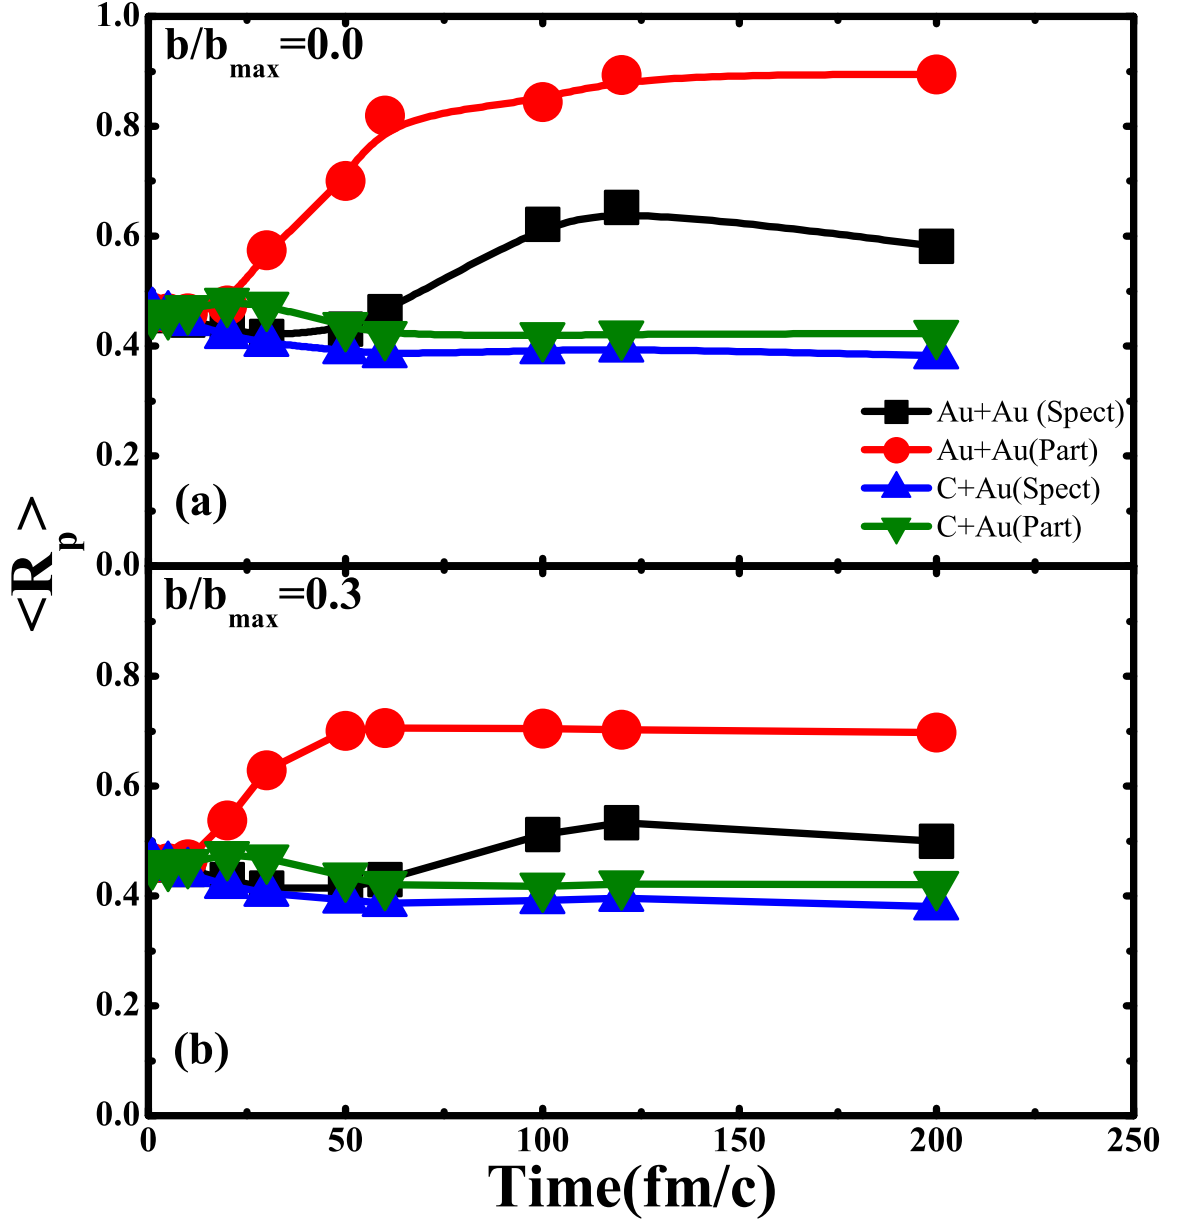 1.0
b/bmax=0.0
0.8
0.6
0.4
Au+Au (Spect)
Au+Au(Part)
C+Au(Spect)
C+Au(Part)
0.2
(a)
0.0
<Rp>
b/bmax=0.3
0.8
0.6
0.4
0.2
(b)
0.0
0 50 100 150 200 250
Time(fm/c)